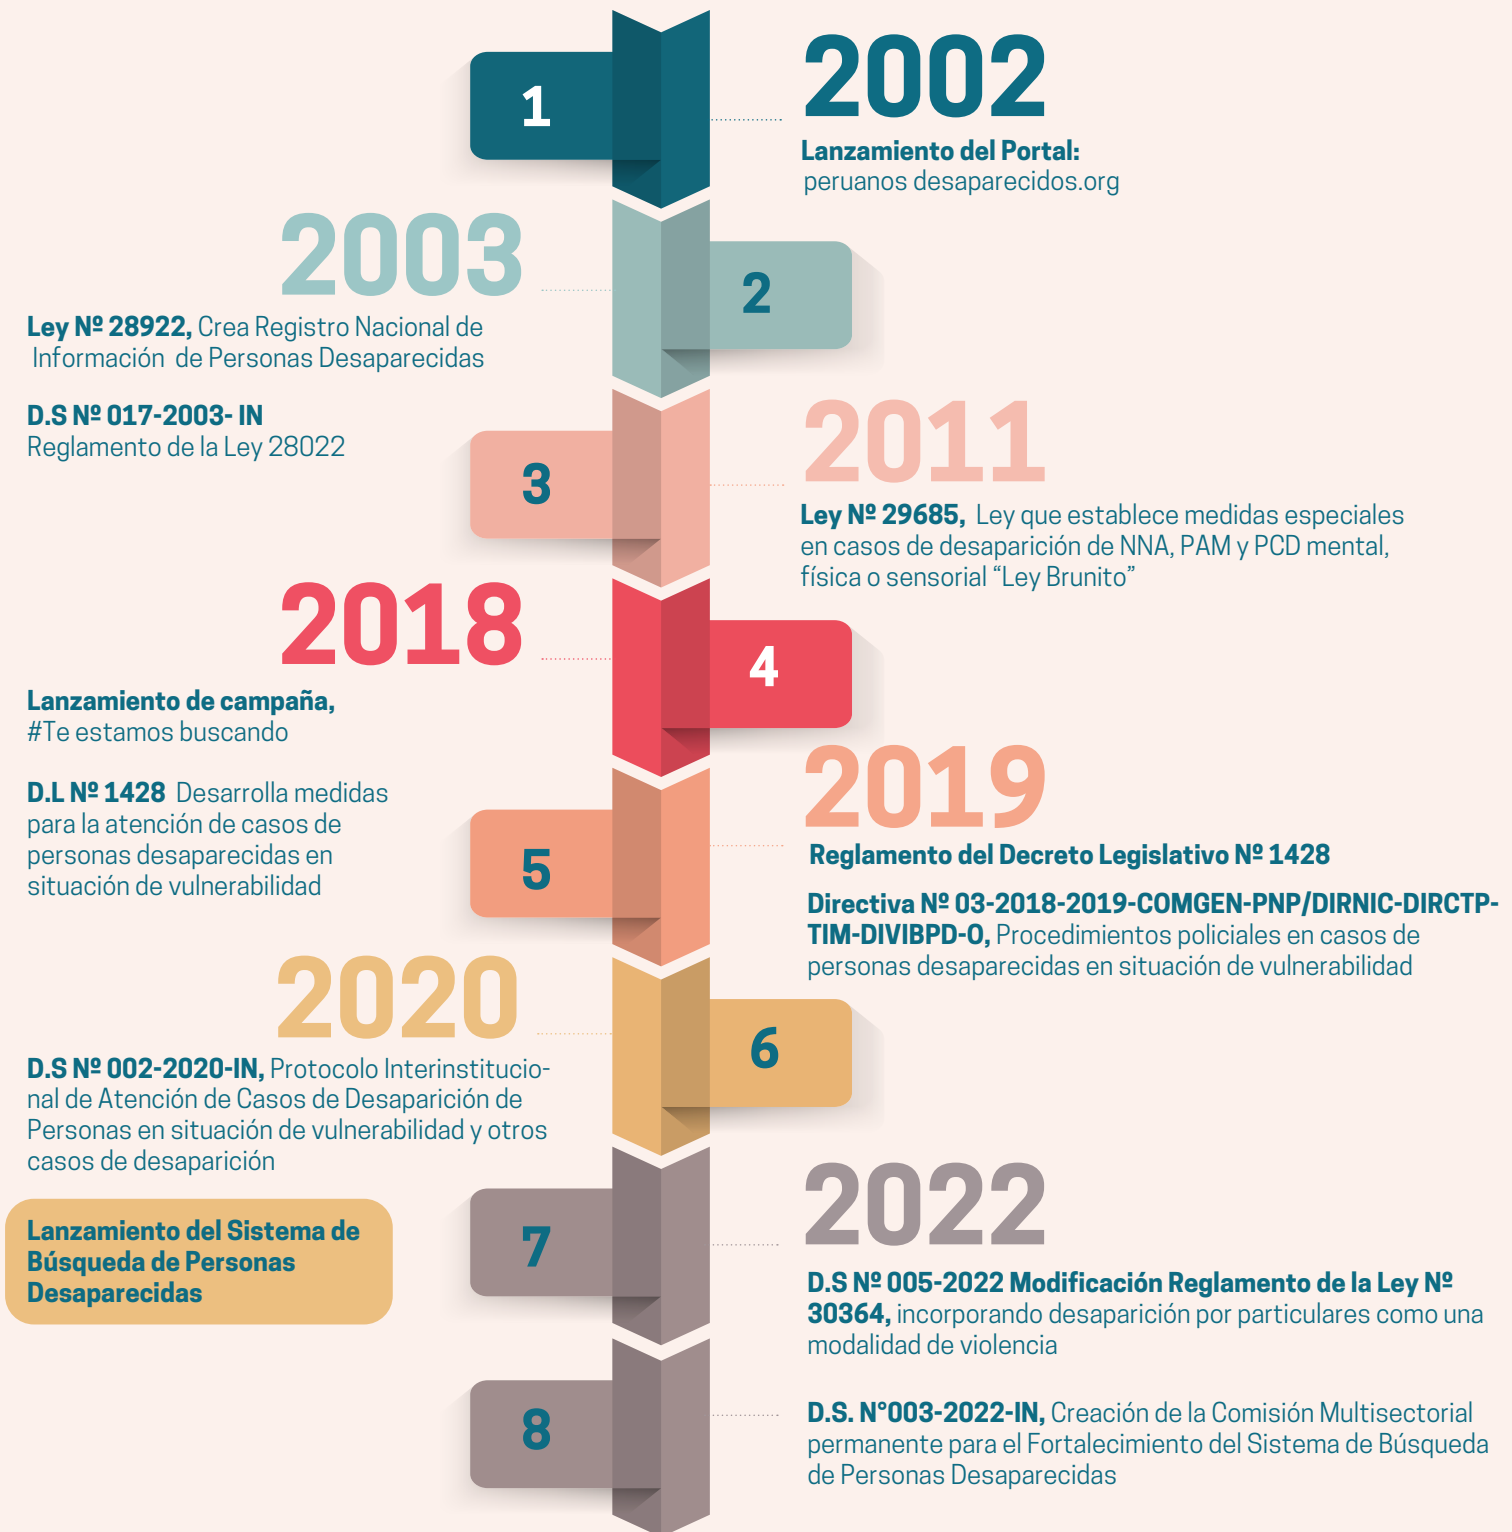 1
2002
Lanzamiento del Portal:
peruanos desaparecidos.org
2003
2
Ley Nº 28922, Crea Registro Nacional de
Información de Personas Desaparecidas
D.S Nº 017-2003- IN
Reglamento de la Ley 28022
3
2011
Ley Nº 29685, Ley que establece medidas especiales
en casos de desaparición de NNA, PAM y PCD mental,
física o sensorial “Ley Brunito”
2018
4
Lanzamiento de campaña,
#Te estamos buscando
D.L Nº 1428 Desarrolla medidas
para la atención de casos de
personas desaparecidas en
situación de vulnerabilidad
5
2019
Reglamento del Decreto Legislativo Nº 1428
Directiva Nº 03-2018-2019-COMGEN-PNP/DIRNIC-DIRCTP-
TIM-DIVIBPD-O, Procedimientos policiales en casos de
personas desaparecidas en situación de vulnerabilidad
2020
6
D.S Nº 002-2020-IN, Protocolo Interinstitucio-
nal de Atención de Casos de Desaparición de
Personas en situación de vulnerabilidad y otros
casos de desaparición
Lanzamiento del Sistema de
Búsqueda de Personas
Desaparecidas
7
2022
D.S Nº 005-2022 Modificación Reglamento de la Ley Nº
30364, incorporando desaparición por particulares como una
modalidad de violencia
8
D.S. N°003-2022-IN, Creación de la Comisión Multisectorial
permanente para el Fortalecimiento del Sistema de Búsqueda
de Personas Desaparecidas